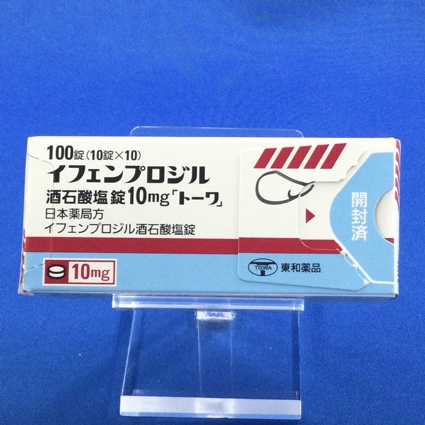 100錠(10錠×10)
イフェンプロジル
酒石酸塩錠10mg「トーワ」
日本薬局方
イフェンプロジル酒石酸塩錠
10mg
開封済
TOWA
東和薬品